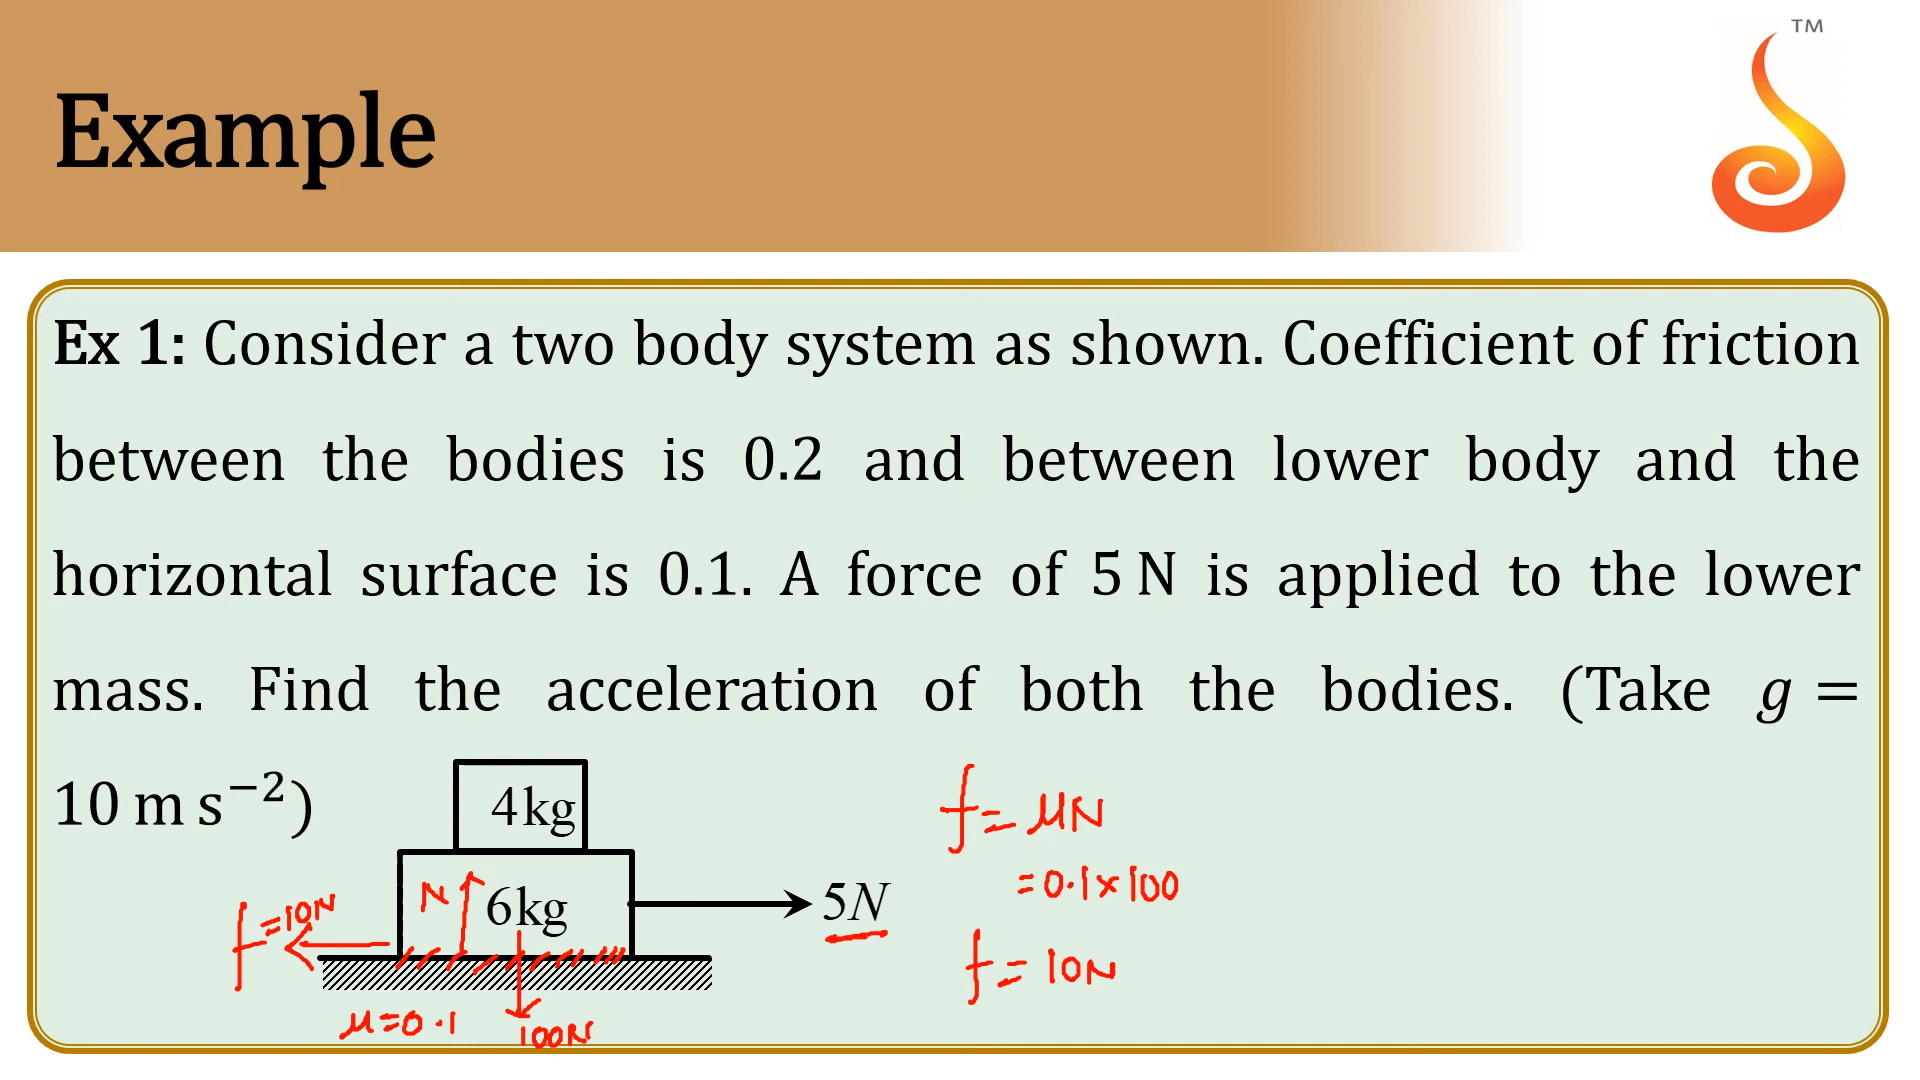 TM
Example
Ex 1: Consider a two body system as shown. Coefficient of friction
between the bodies is 0.2 and between lower body and the
horizontal surface is 0.1. A force of 5 N is applied to the lower
mass. Find the acceleration of both the bodies. (Take g =
10 m s⁻²)
4kg
f = μN
N
6kg
5N
= 0.1 × 100
f = 10N
f = 10N
μ = 0.1
100N